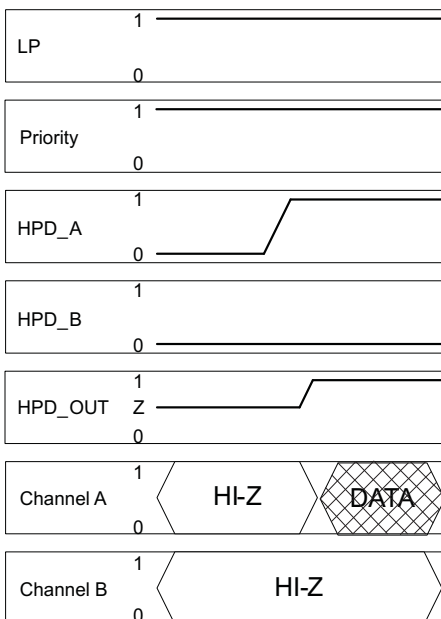 1
LP
0
1
Priority
0
1
HPD_A
0
1
HPD_B
0
1
HPD_OUT Z
0
1
Channel A HI-Z DATA
0
1
Channel B HI-Z
0